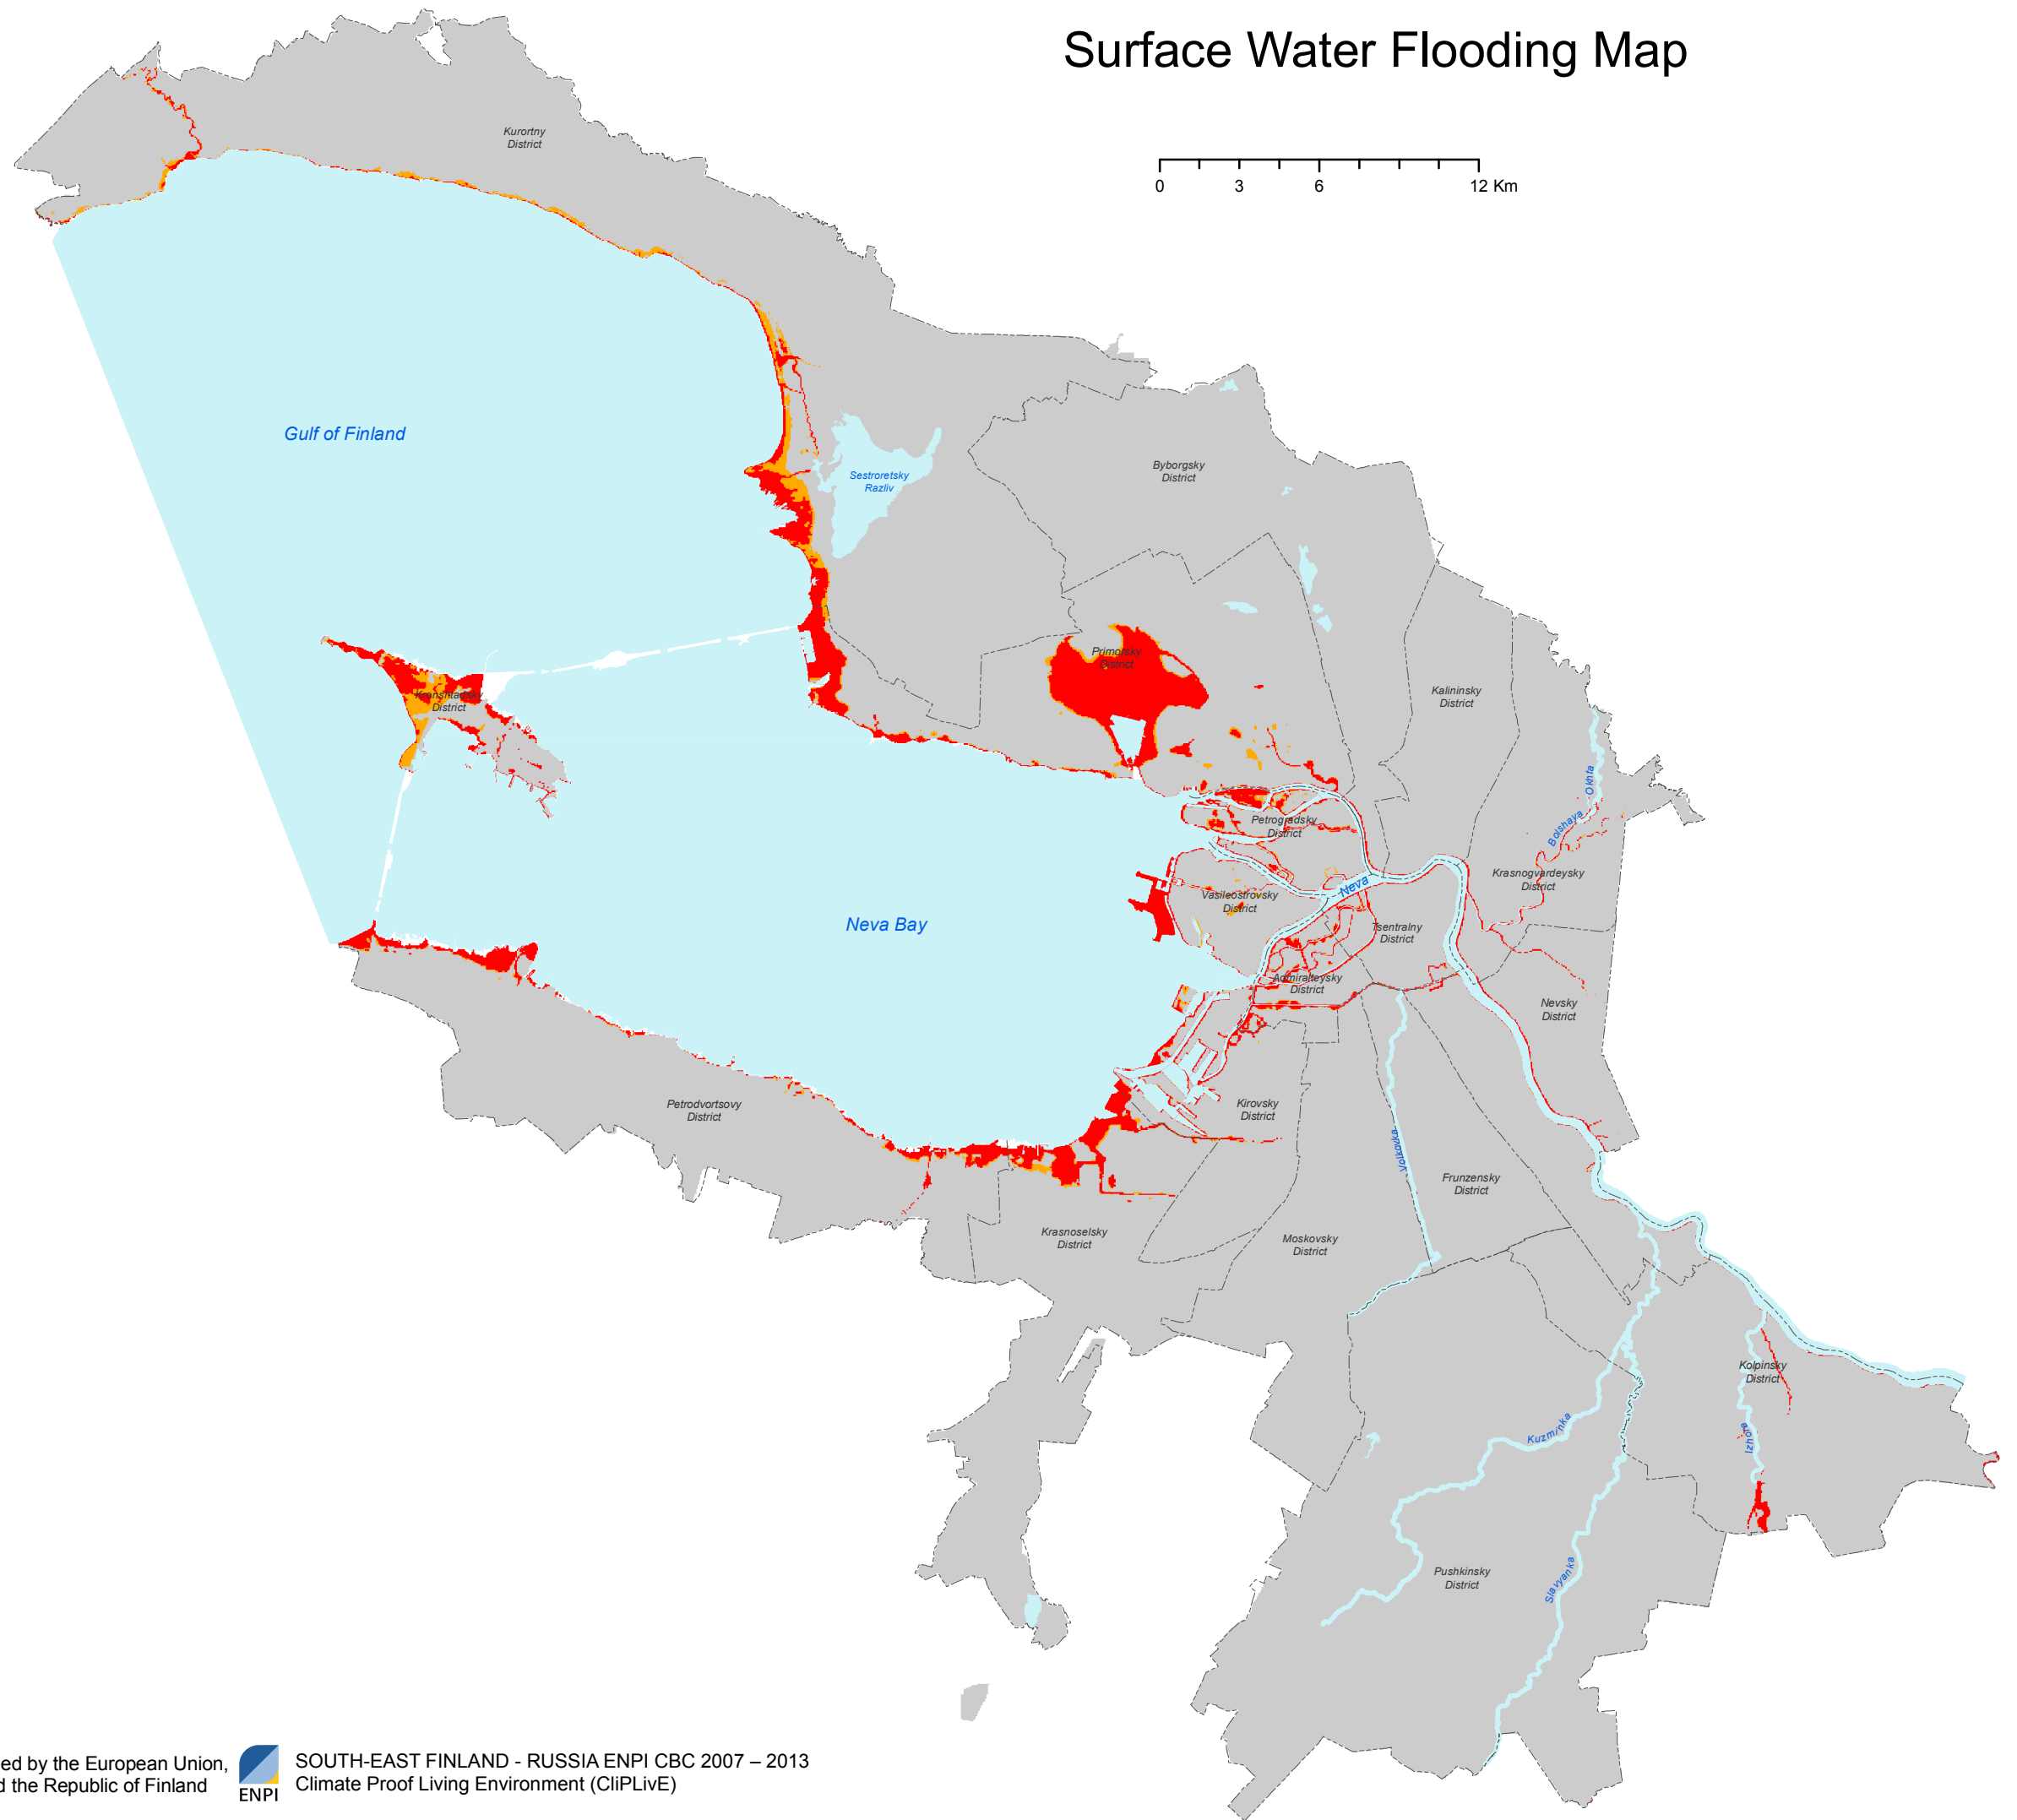 Surface Water Flooding Map
0 3 6 12 Km
Kurortny
District
Gulf of Finland
Sestroretsky
Razliv
Byborgsky
District
Primorsky
District
Kronshtadtsky
District
Kalininsky
District
Okhta
Bolshaya
Petrogradsky
District
Krasnogvardeysky
District
Neva
Vasileostrovsky
District
Neva Bay
Tsentralny
District
Admiralteysky
District
Nevsky
District
Petrodvortsovy
District
Kirovsky
District
Volkovka
Frunzensky
District
Krasnoselsky
District
Moskovsky
District
Kolpinsky
District
Kuzminka
Izhora
Pushkinsky
District
Slavyanka
ed by the European Union,
d the Republic of Finland
ENPI
SOUTH-EAST FINLAND - RUSSIA ENPI CBC 2007 – 2013
Climate Proof Living Environment (CliPLivE)